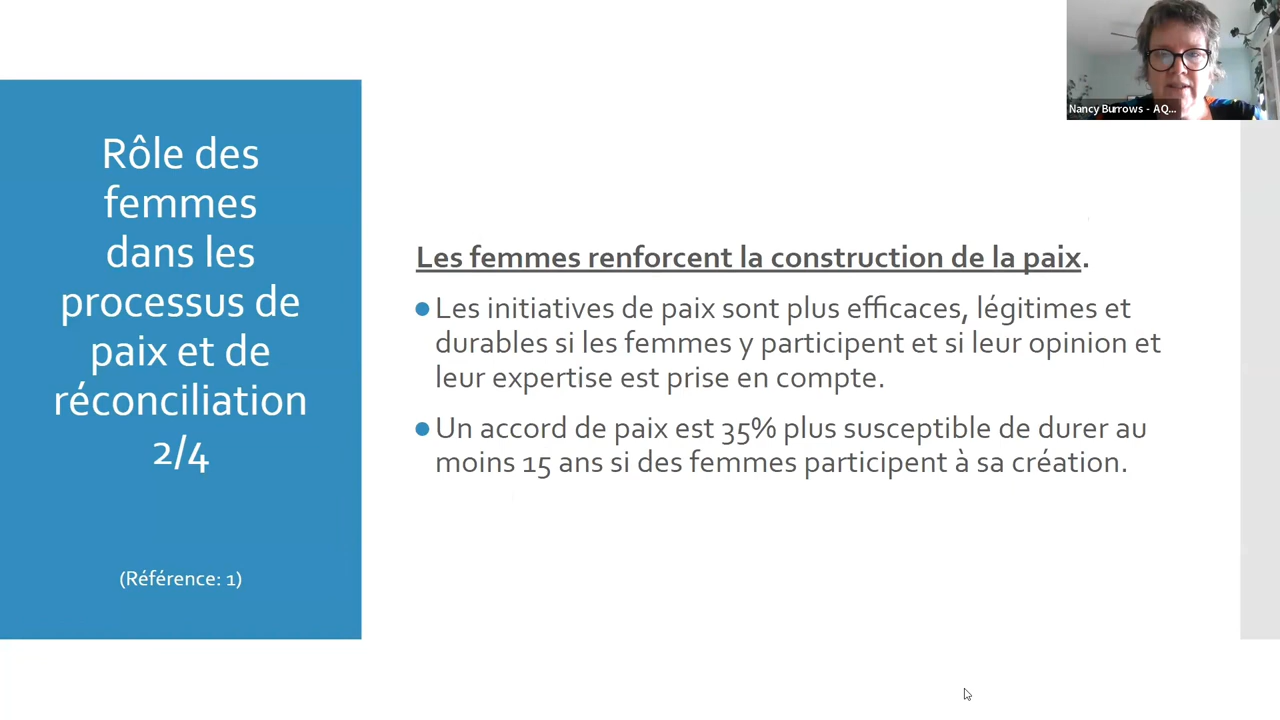 Nancy Burrows - AQ...
Rôle des
femmes
dans les
processus de
paix et de
réconciliation
2/4
(Référence: 1)
Les femmes renforcent la construction de la paix.
Les initiatives de paix sont plus efficaces, légitimes et
durables si les femmes y participent et si leur opinion et
leur expertise est prise en compte.
Un accord de paix est 35% plus susceptible de durer au
moins 15 ans si des femmes participent à sa création.